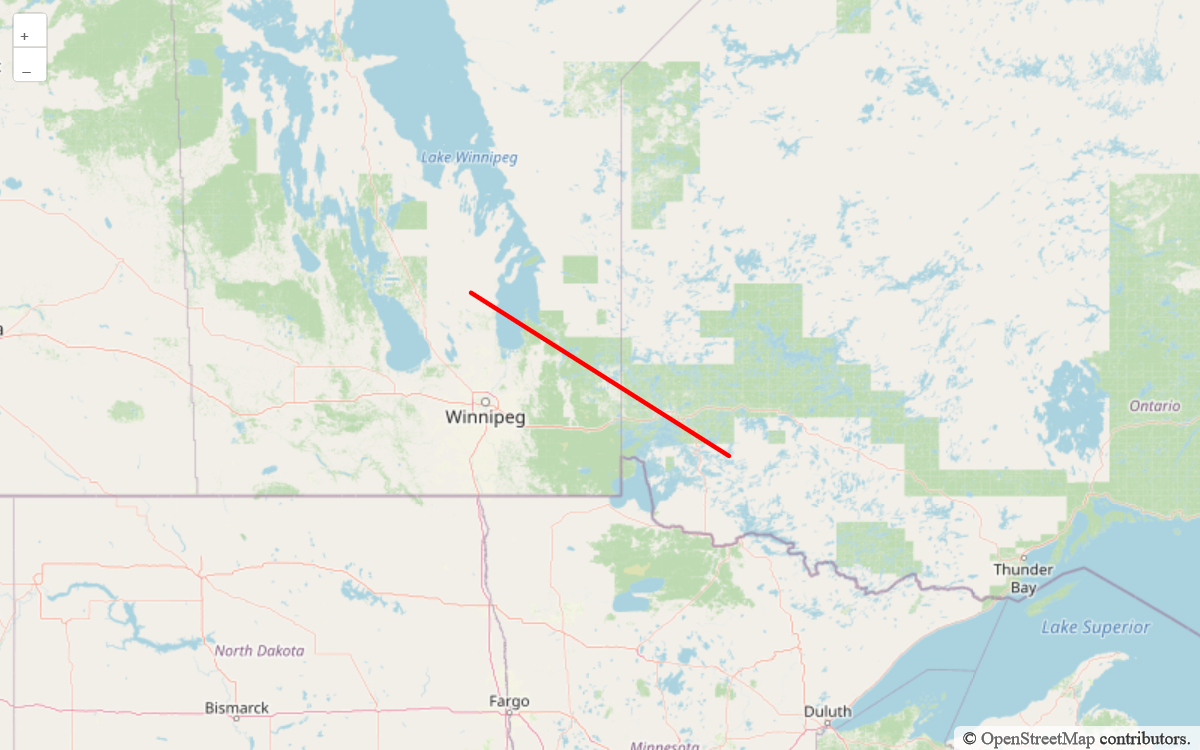 +
–
Lake Winnipeg
Ontario
Winnipeg
Thunder
Bay
Lake Superior
North Dakota
Bismarck
Fargo
Duluth
Minnesota
© OpenStreetMap contributors.